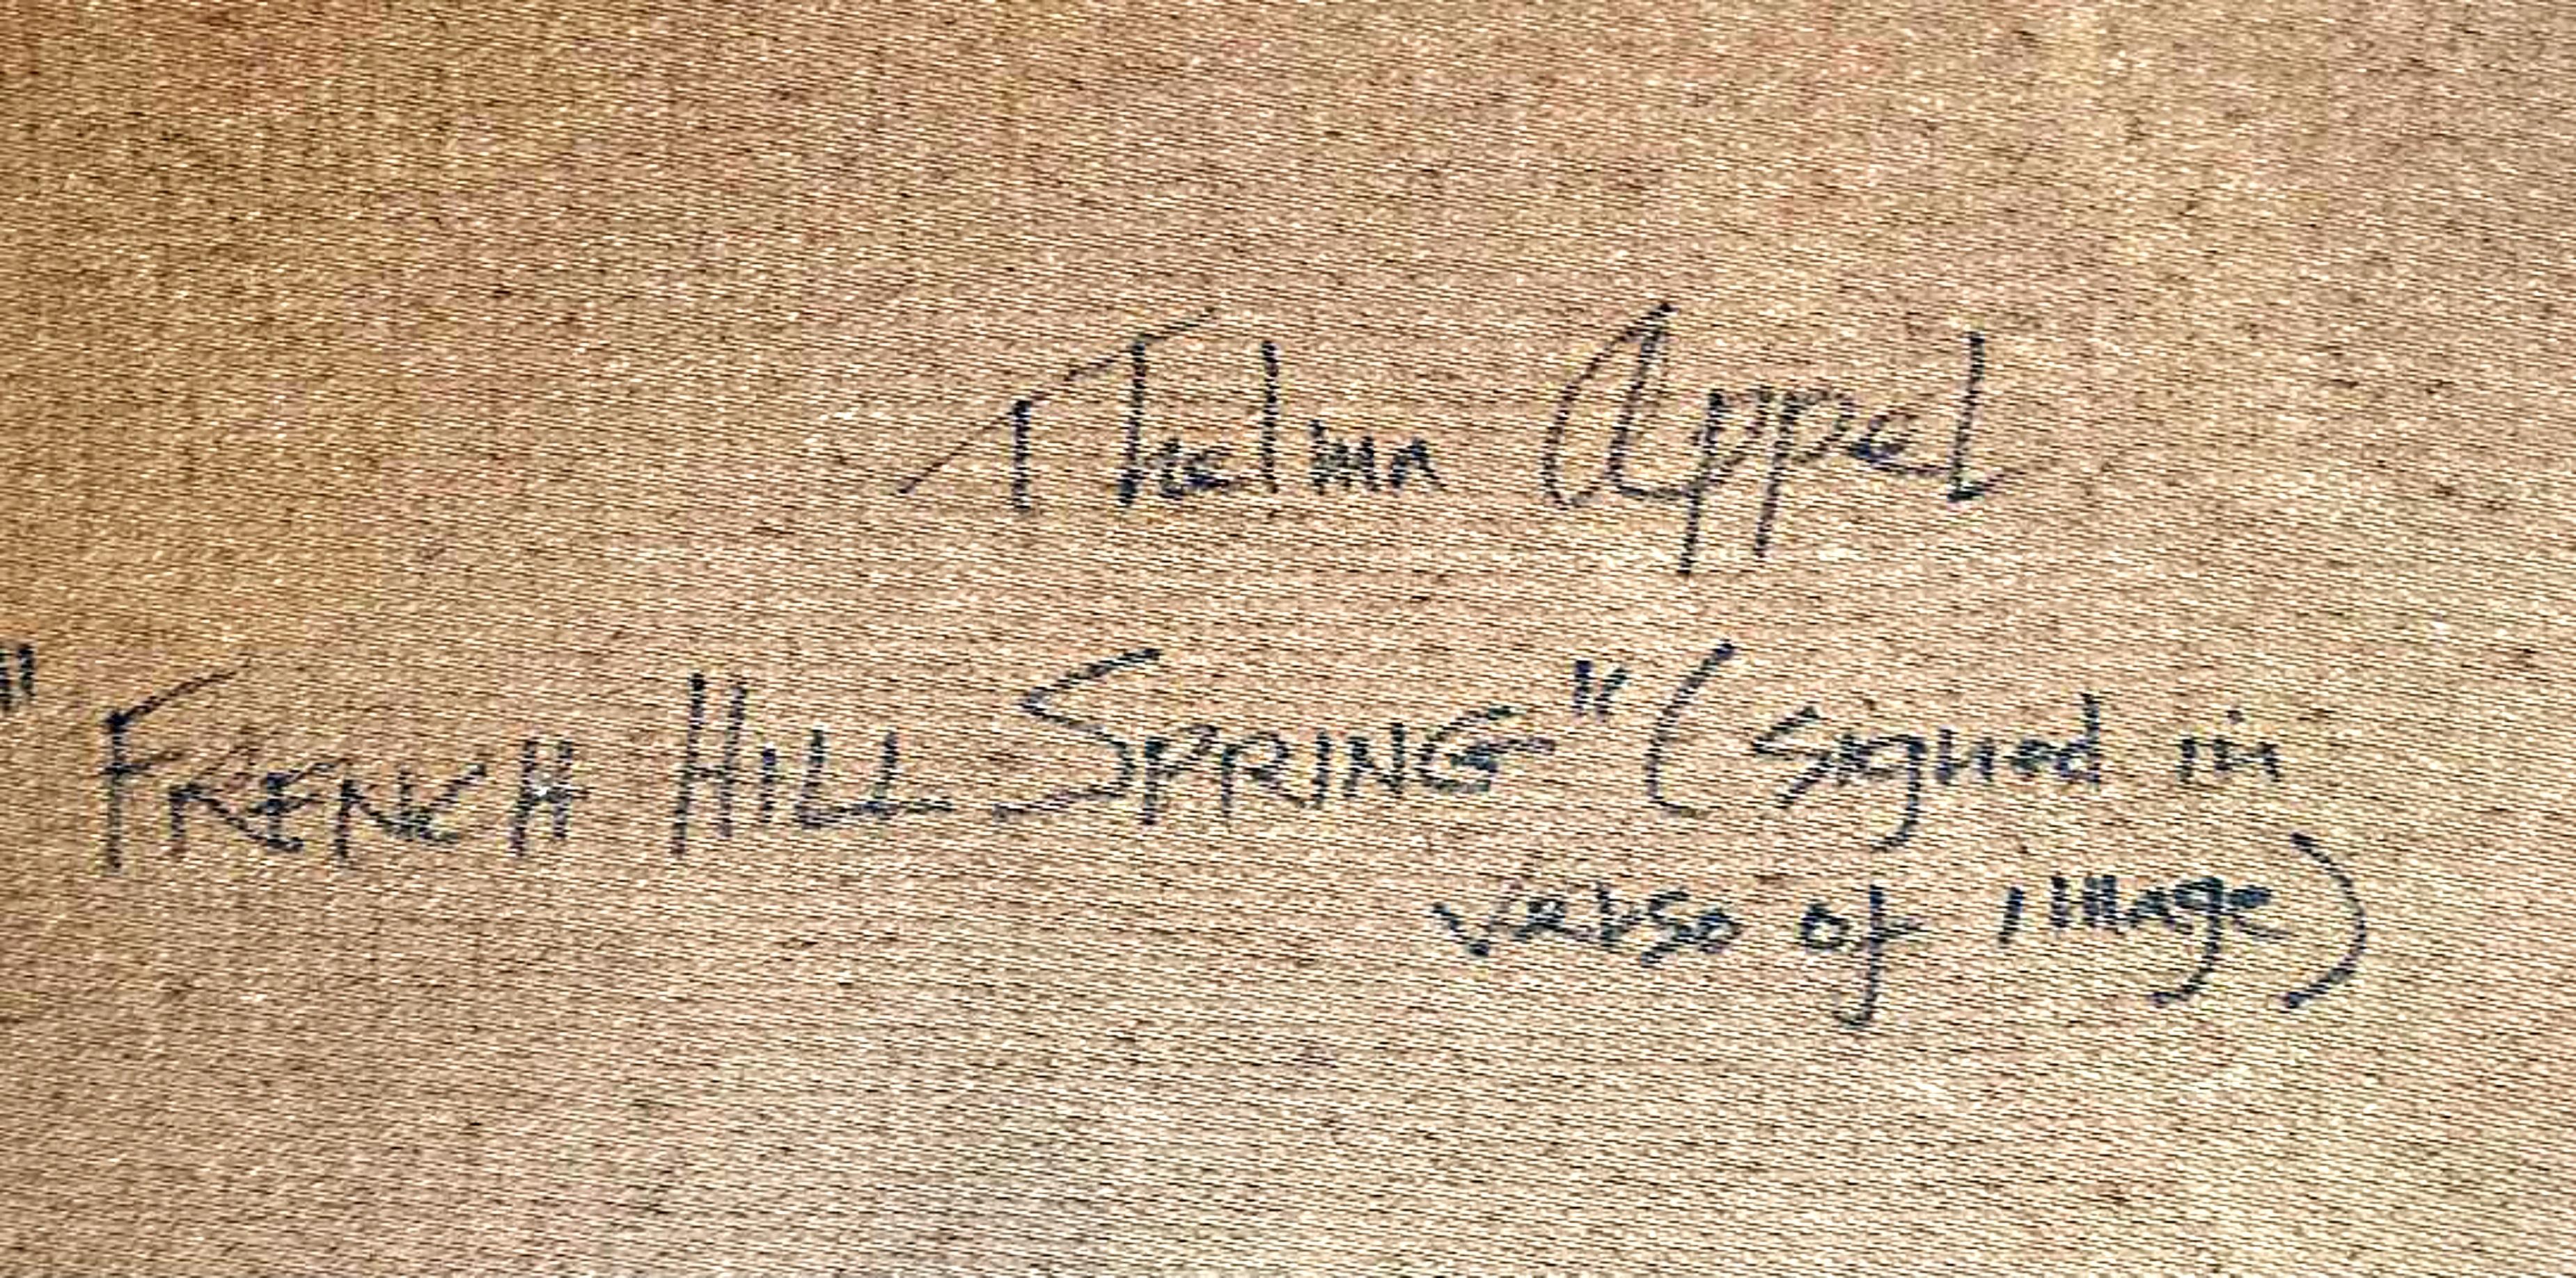 Thelma Appel
"FRENCH HILL SPRING" (signed in
verso of image)